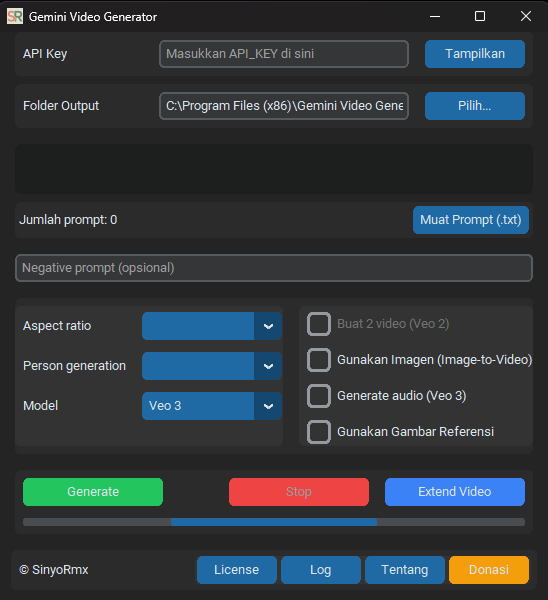 SR Gemini Video Generator
API Key Masukkan API_KEY di sini Tampilkan
Folder Output C:\Program Files (x86)\Gemini Video Gene Pilih...
Jumlah prompt: 0 Muat Prompt (.txt)
Negative prompt (opsional)
Aspect ratio
Person generation
Model Veo 3
Buat 2 video (Veo 2)
Gunakan Imagen (Image-to-Video)
Generate audio (Veo 3)
Gunakan Gambar Referensi
Generate Stop Extend Video
© SinyoRmx License Log Tentang Donasi